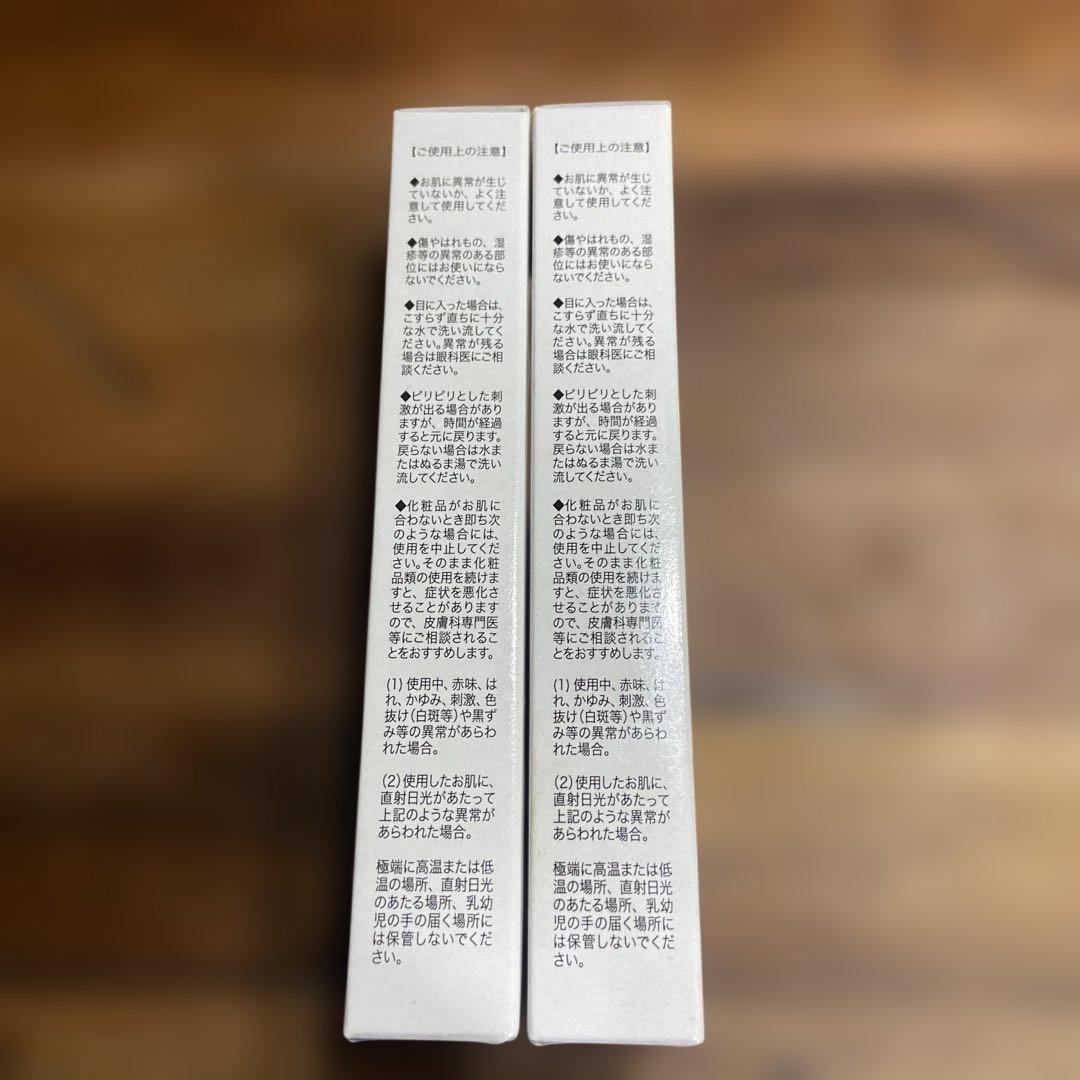 【ご使用上の注意】
◆お肌に異常が生じ
ていないか、よく注
意して使用してくだ
さい。
◆傷やはれもの、湿
疹等の異常のある部
位にはお使いになら
ないでください。
◆目に入った場合は、
こすらず直ちに十分
な水で洗い流してく
ださい。異常が残る
場合は眼科医にご相
談ください。
◆ピリピリとした刺
激が出る場合があり
ますが、時間が経過
すると元に戻ります。
戻らない場合は水ま
たはぬるま湯で洗い
流してください。
◆化粧品がお肌に
合わないとき即ち次
のような場合には、
使用を中止してくだ
さい。そのまま化粧
品類の使用を続けま
すと、症状を悪化さ
せることがあります
ので、皮膚科専門医
等にご相談されるこ
とをおすすめします。
(1) 使用中、赤味、は
れ、かゆみ、刺激、色
抜け(白斑等)や黒ず
み等の異常があらわ
れた場合。
(2) 使用したお肌に、
直射日光があたって
上記のような異常が
あらわれた場合。
極端に高温または低
温の場所、直射日光
のあたる場所、乳幼
児の手の届く場所に
は保管しないでくだ
さい。
【ご使用上の注意】
◆お肌に異常が生じ
ていないか、よく注
意して使用してくだ
さい。
◆傷やはれもの、湿
疹等の異常のある部
位にはお使いになら
ないでください。
◆目に入った場合は、
こすらず直ちに十分
な水で洗い流してく
ださい。異常が残る
場合は眼科医にご相
談ください。
◆ピリピリとした刺
激が出る場合があり
ますが、時間が経過
すると元に戻ります。
戻らない場合は水ま
たはぬるま湯で洗い
流してください。
◆化粧品がお肌に
合わないとき即ち次
のような場合には、
使用を中止してくだ
さい。そのまま化粧
品類の使用を続けま
すと、症状を悪化さ
せることがあります
ので、皮膚科専門医
等にご相談されるこ
とをおすすめします。
(1) 使用中、赤味、は
れ、かゆみ、刺激、色
抜け(白斑等)や黒ず
み等の異常があらわ
れた場合。
(2) 使用したお肌に、
直射日光があたって
上記のような異常が
あらわれた場合。
極端に高温または低
温の場所、直射日光
のあたる場所、乳幼
児の手の届く場所に
は保管しないでくだ
さい。